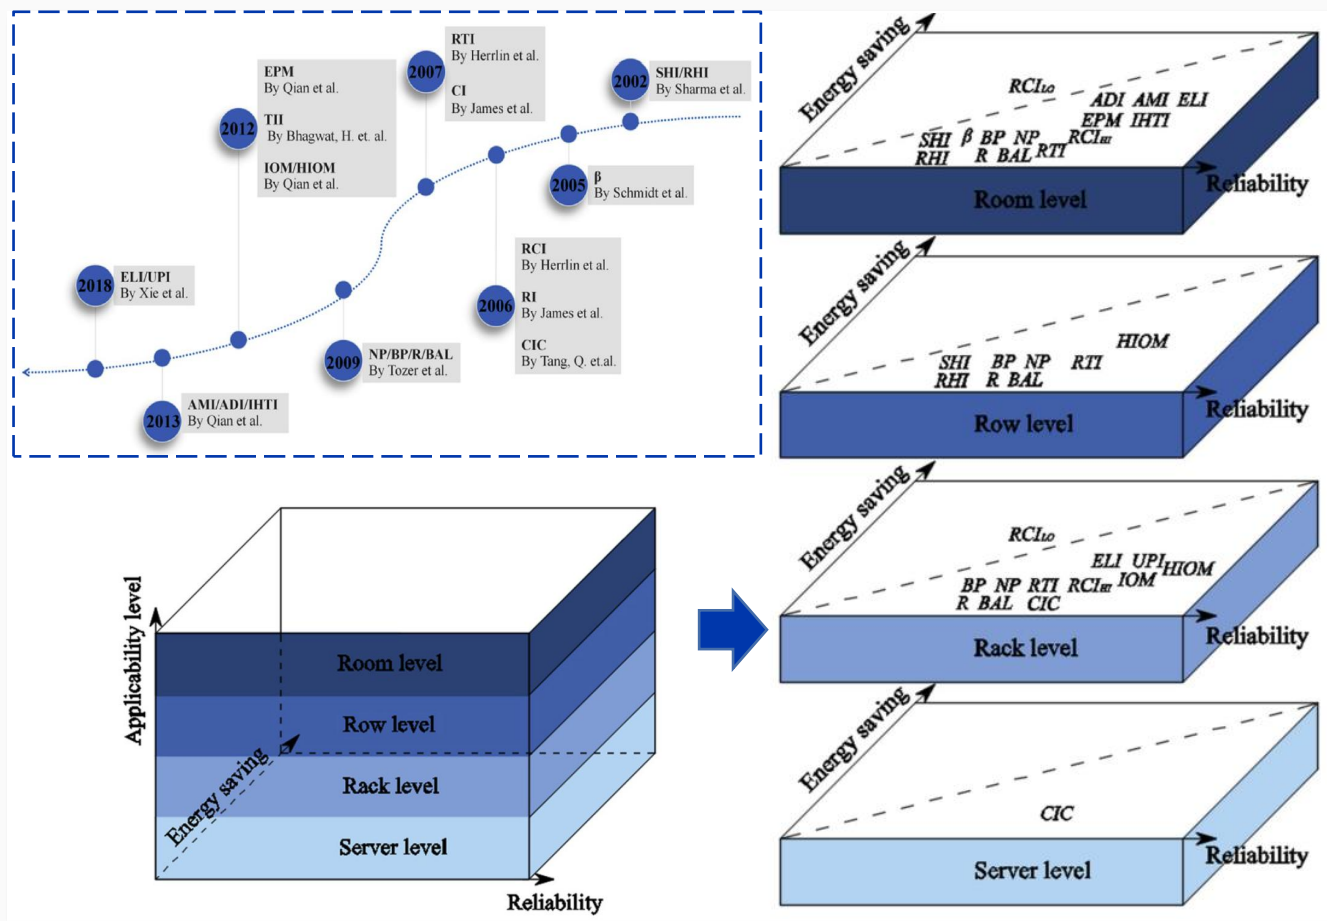 RTI
By Herrlin et al.
CI
By James et al.
2007
SHI/RHI
By Sharma et al.
2002
EPM
By Qian et al.
TII
By Bhagwat, H. et. al.
IOM/HIOM
By Qian et al.
2012
β
By Schmidt et al.
2005
RCI
By Herrlin et al.
RI
By James et al.
CIC
By Tang, Q. et.al.
2006
ELI/UPI
By Xie et al.
2018
NP/BP/R/BAL
By Tozer et al.
2009
AMI/ADI/IHTI
By Qian et al.
2013
Applicability level
Room level
Row level
Rack level
Server level
Energy saving
Reliability
Energy saving
RCILO
ADI AMI ELI
EPM IHTI
SHI β BP NP RCIHI
RHI R BAL RTI
Reliability
Room level
Energy saving
HIOM
SHI BP NP RTI
RHI R BAL
Reliability
Row level
Energy saving
RCILO
ELI UPI HIOM
BP NP RTI RCIHI IOM
R BAL CIC
Reliability
Rack level
Energy saving
CIC
Reliability
Server level